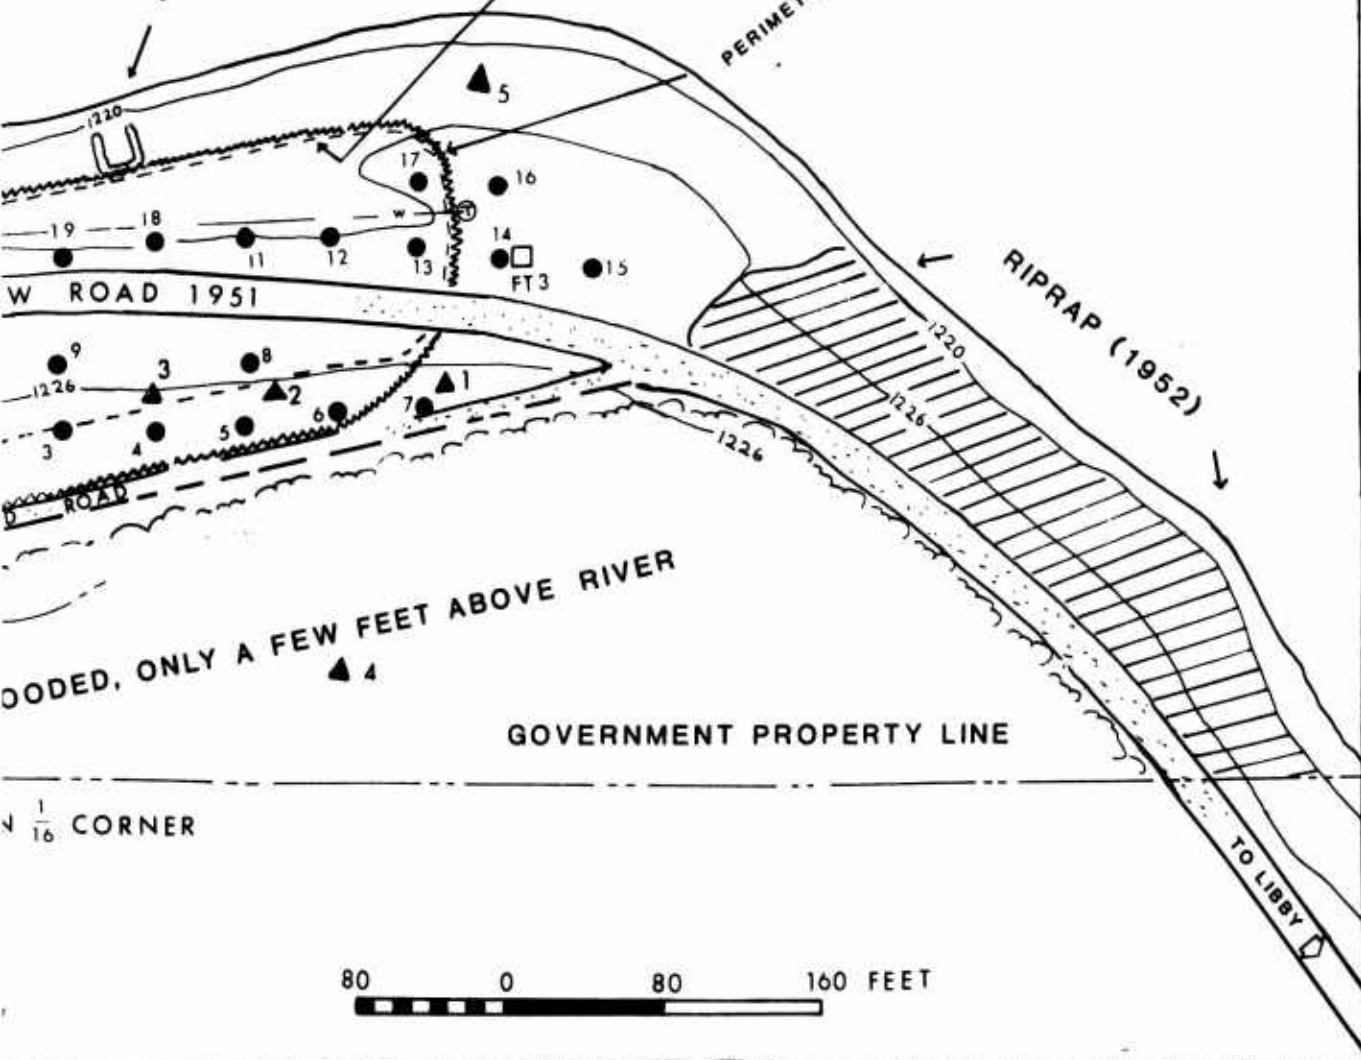 PERIMET
5
1220
17
16
W
T
19
18
14
11
12
13
FT 3
15
W ROAD 1951
RIPRAP (1952)
1220
9
3
8
1226
2
1
6
7
3
4
5
1226
1226
D ROAD
OODED, ONLY A FEW FEET ABOVE RIVER
4
GOVERNMENT PROPERTY LINE
N 1/16 CORNER
TO LIBBY
80 0 80 160 FEET